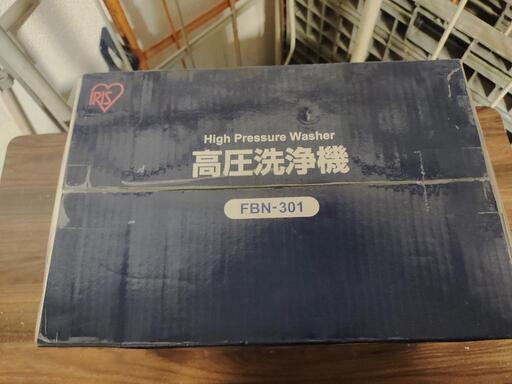 IRIS
High Pressure Washer
高圧洗浄機
FBN-301